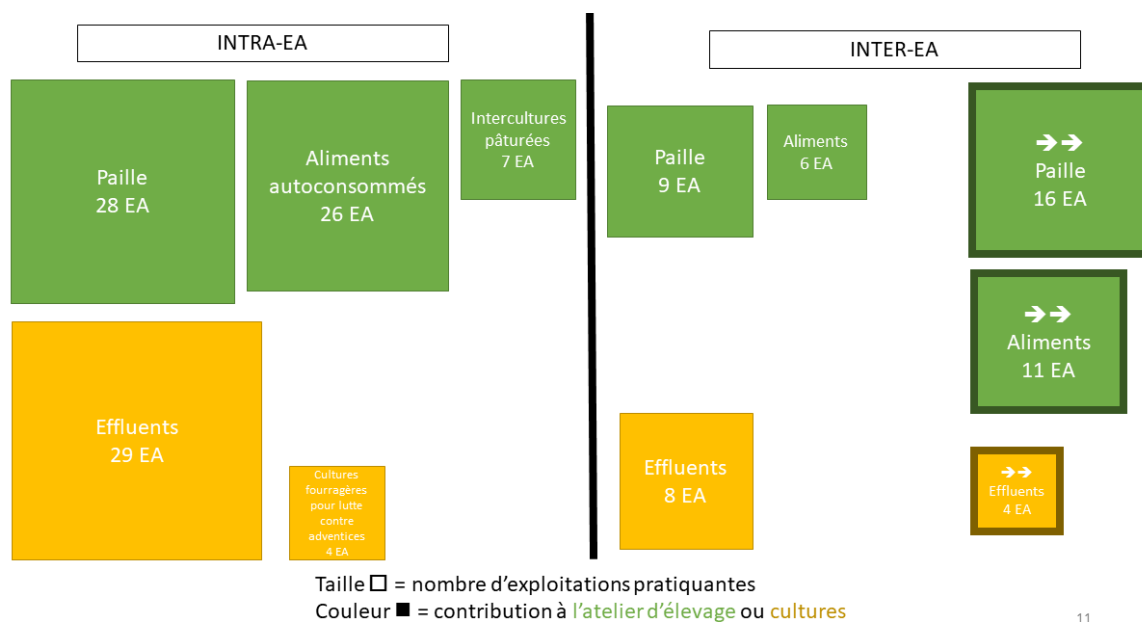 INTRA-EA
INTER-EA
Paille
28 EA
Aliments
autoconsommés
26 EA
Intercultures
pâturées
7 EA
Effluents
29 EA
Cultures
fourragères
pour lutte
contre
adventices
4 EA
Paille
9 EA
Aliments
6 EA
➔➔
Paille
16 EA
➔➔
Aliments
11 EA
Effluents
8 EA
➔➔
Effluents
4 EA
Taille □ = nombre d'exploitations pratiquantes
Couleur ■ = contribution à l'atelier d'élevage ou cultures
11